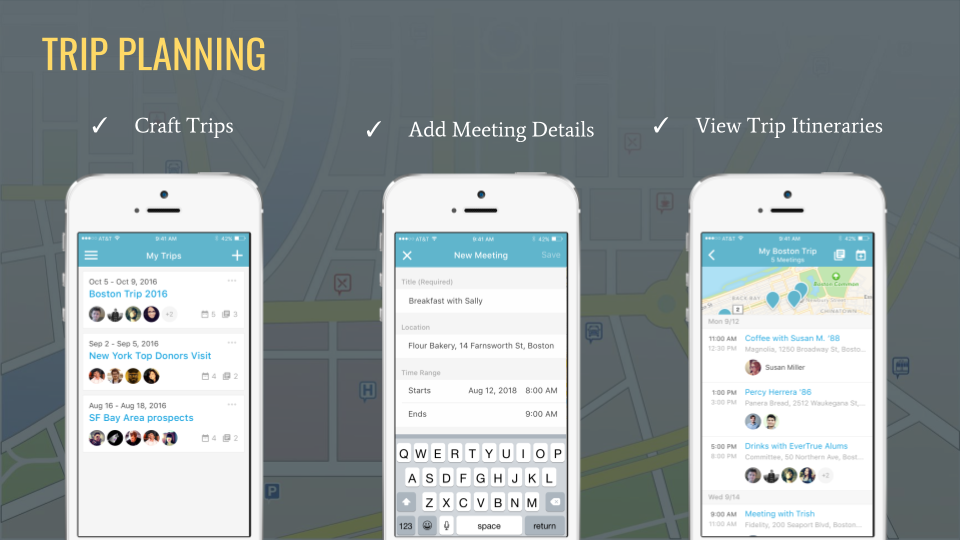 TRIP PLANNING
✓ Craft Trips
✓ Add Meeting Details
✓ View Trip Itineraries
AT&T 9:41 AM 42%
My Trips
Oct 5 - Oct 9, 2016
Boston Trip 2016
+2 5 3
Sep 2 - Sep 5, 2016
New York Top Donors Visit
4 2
Aug 16 - Aug 18, 2016
SF Bay Area prospects
4 2
AT&T 9:41 AM 42%
New Meeting Save
Title (Required)
Breakfast with Sally
Location
Flour Bakery, 14 Farnsworth St, Boston
Time Range
Starts Aug 12, 2018 8:00 AM
Ends 9:00 AM
Q W E R T Y U I O P
A S D F G H J K L
Z X C V B N M
123 space return
AT&T 9:41 AM 42%
My Boston Trip
5 Meetings
Boston Common
BACK BAY
2
CHINATOWN
Mon 9/12
11:00 AM Coffee with Susan M. '88
12:30 PM Magnolia, 1250 Broadway St, Bosto...
Susan Miller
1:00 PM Percy Herrera '86
3:00 PM Panera Bread, 2512 Waukegane St,...
5:00 PM Drinks with EverTrue Alums
8:00 PM Committee, 50 Northern Ave, Bost...
+2
Wed 9/14
9:00 AM Meeting with Trish
11:00 AM Fidelity, 200 Seaport Blvd, Boston...
H
P